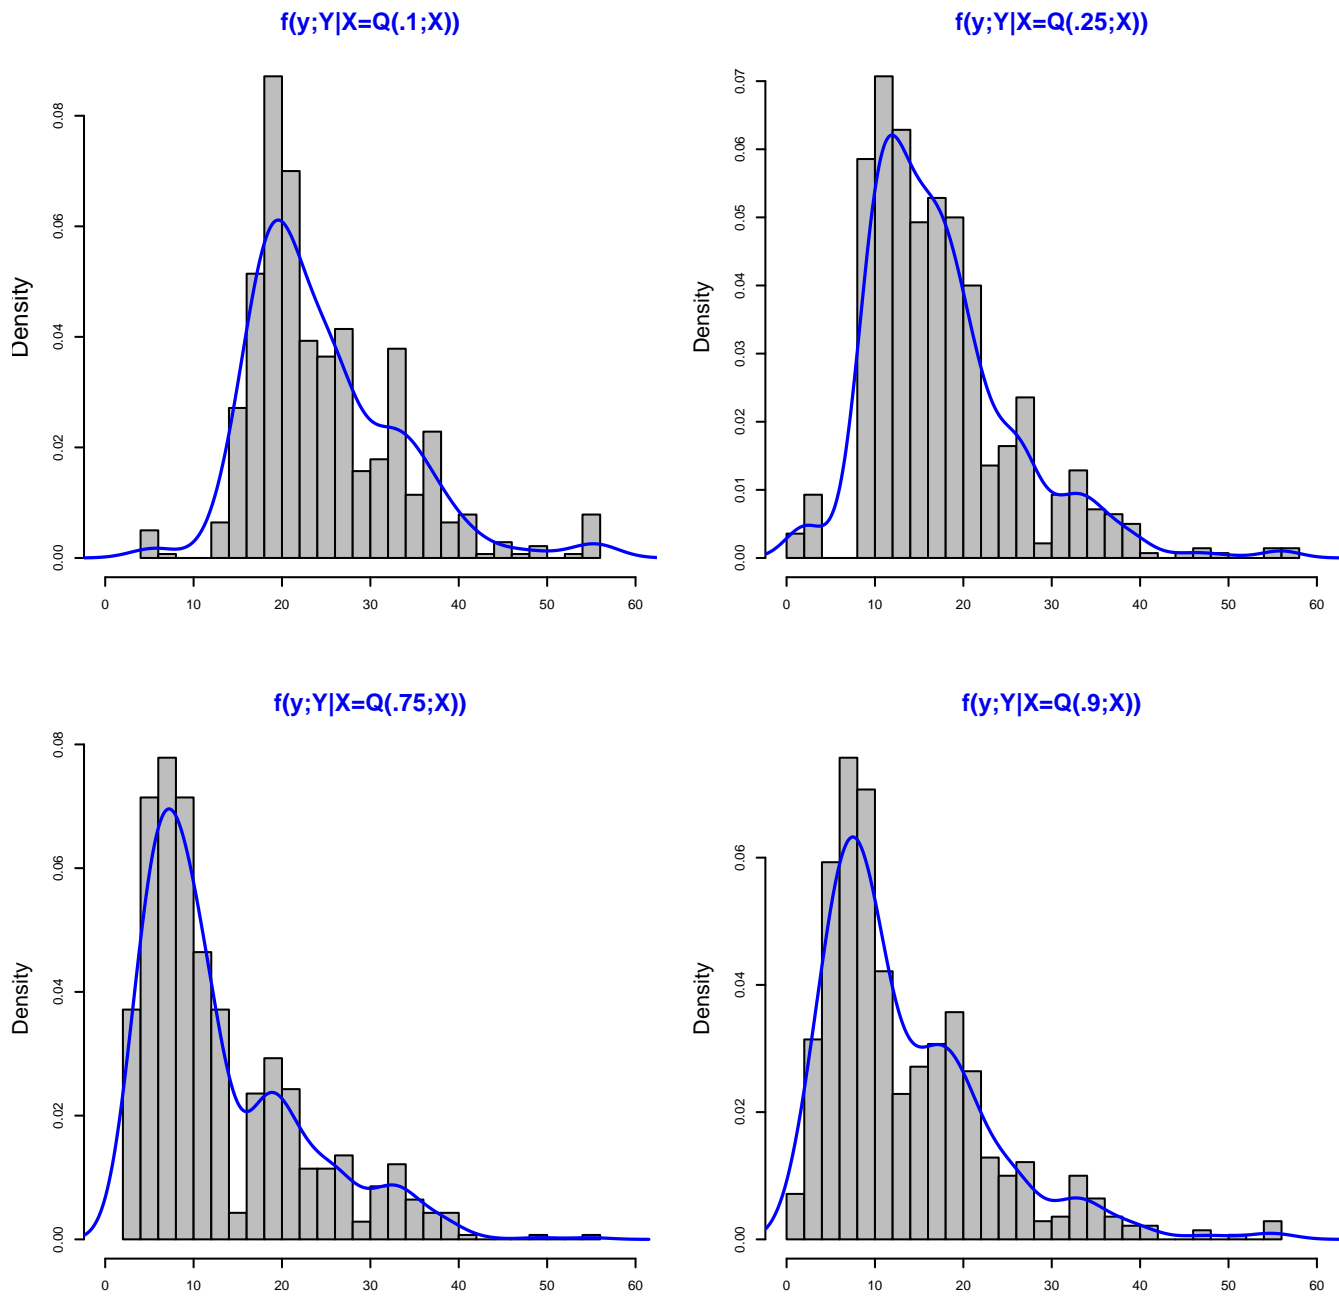 f(y;Y|X=Q(.1;X))
Density
0.00 0.02 0.04 0.06 0.08
0 10 20 30 40 50 60
f(y;Y|X=Q(.25;X))
Density
0.00 0.01 0.02 0.03 0.04 0.05 0.06 0.07
0 10 20 30 40 50 60
f(y;Y|X=Q(.75;X))
Density
0.00 0.02 0.04 0.06 0.08
0 10 20 30 40 50 60
f(y;Y|X=Q(.9;X))
Density
0.00 0.02 0.04 0.06
0 10 20 30 40 50 60